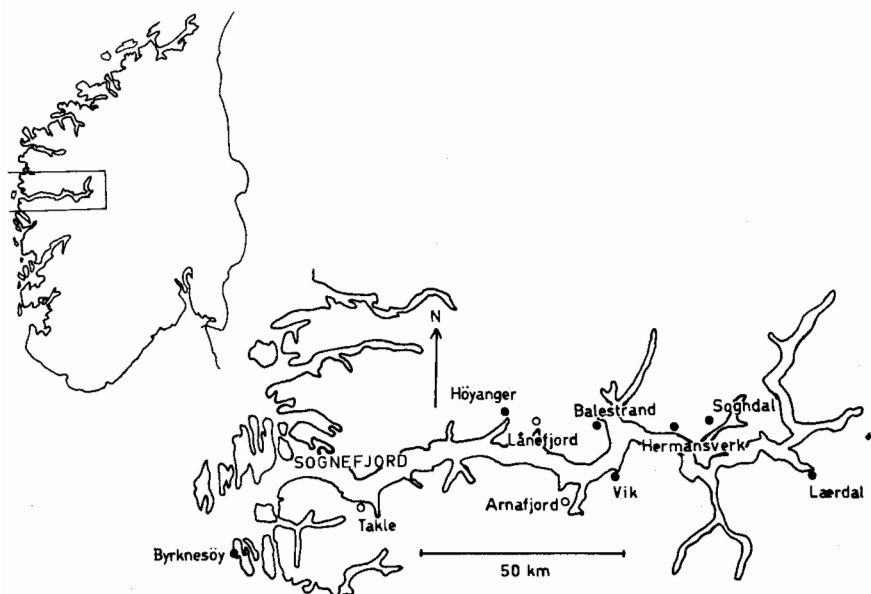 N
Höyanger
Balestrand
Sogndal
Lånefjord
Hermansverk
SOGNEFJORD
Lærdal
Vik
Arnafjord
Takle
Byrknesöy
50 km